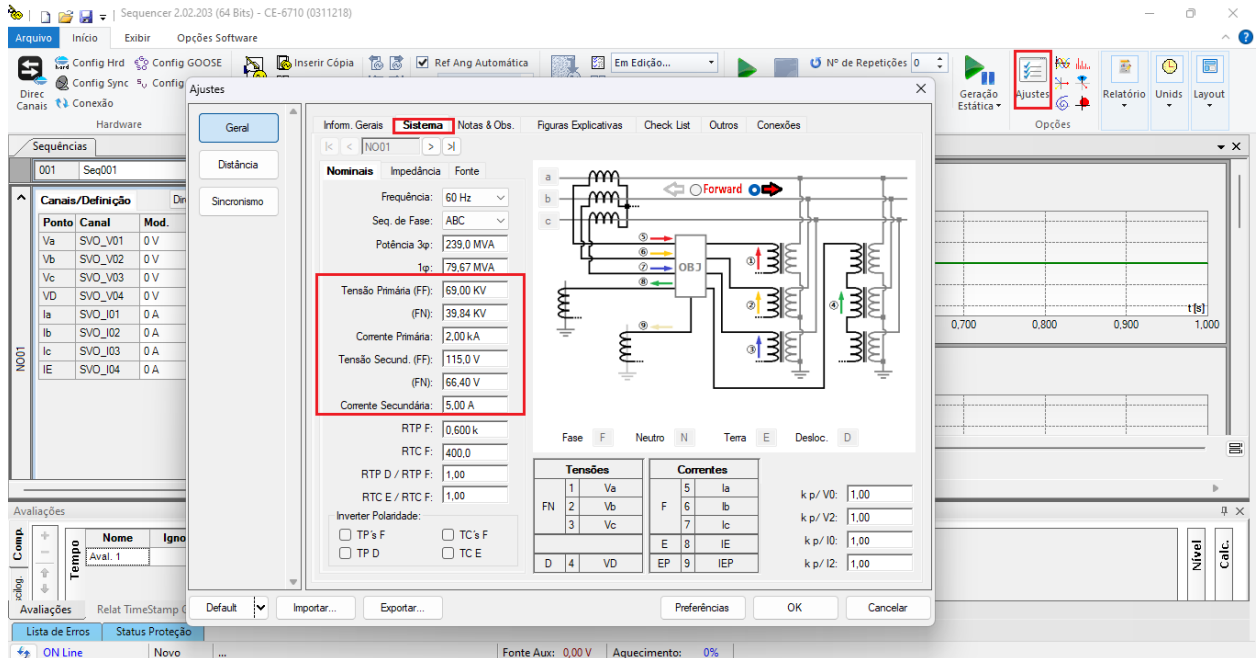 Sequencer 2.02.203 (64 Bits) - CE-6710 (0311218)
Arquivo Início Exibir Opções Software
Config Hrd Config GOOSE Inserir Cópia Ref Ang Automática Em Edição... Nº de Repetições 0
Config Sync Config
Direc Canais Conexão
Geração Estática Ajustes Relatório Unids Layout
Hardware Opções
Ajustes
Sequências
001 Seq001
Canais/Definição
Ponto Canal Mod.
Va SVO_V01 0 V
Vb SVO_V02 0 V
Vc SVO_V03 0 V
VD SVO_V04 0 V
Ia SVO_I01 0 A
Ib SVO_I02 0 A
Ic SVO_I03 0 A
IE SVO_I04 0 A
NO01
Geral
Distância
Sincronismo
Inform. Gerais Sistema Notas & Obs. Figuras Explicativas Check List Outros Conexões
NO01
Nominais Impedância Fonte
Frequência: 60 Hz
Seq. de Fase: ABC
Potência 3φ: 239,0 MVA
1φ: 79,67 MVA
Tensão Primária (FF): 69,00 KV
(FN): 39,84 KV
Corrente Primária: 2,00 kA
Tensão Secund. (FF): 115,0 V
(FN): 66,40 V
Corrente Secundária: 5,00 A
RTP F: 0,600 k
RTC F: 400,0
RTP D / RTP F: 1,00
RTC E / RTC F: 1,00
Inverter Polaridade:
TP's F TC's F
TP D TC E
a
b
c
Forward
OBJ
① ② ③ ④ ⑤ ⑥ ⑦ ⑧ ⑨
Fase F Neutro N Terra E Desloc. D
Tensões Correntes
1 Va 5 Ia
FN 2 Vb F 6 Ib
3 Vc 7 Ic
E 8 IE
D 4 VD EP 9 IEP
k p/ V0: 1,00
k p/ V2: 1,00
k p/ I0: 1,00
k p/ I2: 1,00
t [s]
0,700 0,800 0,900 1,000
Avaliações
Comp.
Tempo
Nome
Aval. 1
Nível
Calc.
Avaliações Relat TimeStamp
Default Importar... Exportar... Preferências OK Cancelar
Lista de Erros Status Proteção
ON Line Novo ... Fonte Aux: 0,00 V Aquecimento: 0%